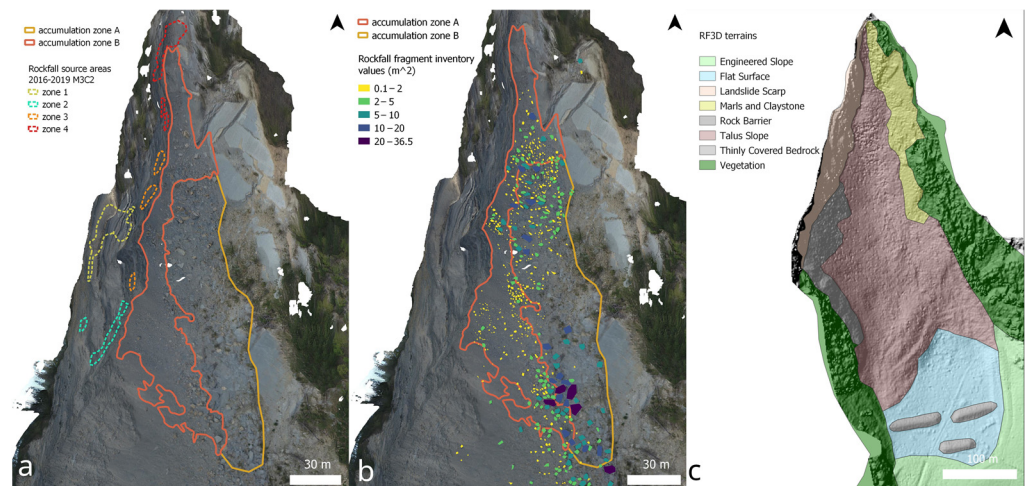 accumulation zone A
accumulation zone B
Rockfall source areas
2016-2019 M3C2
zone 1
zone 2
zone 3
zone 4
a
30 m
accumulation zone A
accumulation zone B
Rockfall fragment inventory
values (m^2)
0.1 – 2
2 – 5
5 – 10
10 – 20
20 – 36.5
b
30 m
RF3D terrains
Engineered Slope
Flat Surface
Landslide Scarp
Marls and Claystone
Rock Barrier
Talus Slope
Thinly Covered Bedrock
Vegetation
c
100 m